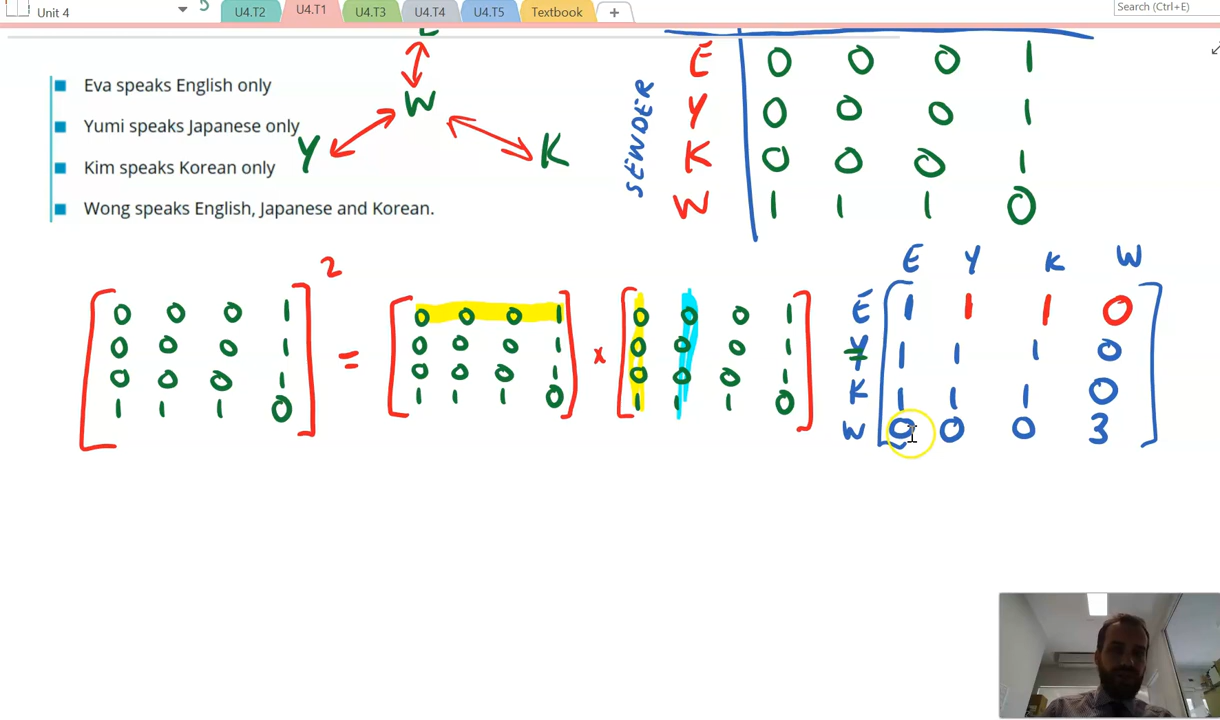 Unit 4
U4.T2 U4.T1 U4.T3 U4.T4 U4.T5 Textbook +
Search (Ctrl+E)
Eva speaks English only
Yumi speaks Japanese only
Kim speaks Korean only
Wong speaks English, Japanese and Korean.
W
Y K
SENDER
E 0 0 0 1
Y 0 0 0 1
K 0 0 0 1
W 1 1 1 0
2
0 0 0 1
0 0 0 1
0 0 0 1
1 1 1 0
=
0 0 0 1
0 0 0 1
0 0 0 1
1 1 1 0
x
0 0 0 1
0 0 0 1
0 0 0 1
1 1 1 0
E Y K W
E 1 1 1 0
Y 1 1 1 0
K 1 1 1 0
W 0 0 0 3